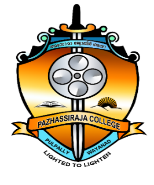 PAZHASSIRAJA COLLEGE
PULPALLY WAYANAD
LIGHTED TO LIGHTEN